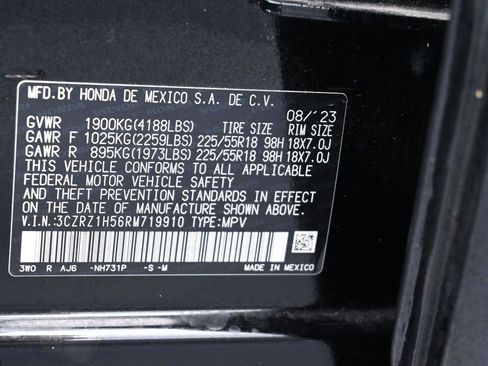 MFD.BY HONDA DE MEXICO S.A. DE C.V.
08/'23
GVWR 1900KG(4188LBS) TIRE SIZE RIM SIZE
GAWR F 1025KG(2259LBS) 225/55R18 98H 18X7.0J
GAWR R 895KG(1973LBS) 225/55R18 98H 18X7.0J
THIS VEHICLE CONFORMS TO ALL APPLICABLE
FEDERAL MOTOR VEHICLE SAFETY
AND THEFT PREVENTION STANDARDS IN EFFECT
ON THE DATE OF MANUFACTURE SHOWN ABOVE.
V.I.N.:3CZRZ1H56RM719910 TYPE:MPV
3W0 R AJ6 -NH731P -S -M MADE IN MEXICO